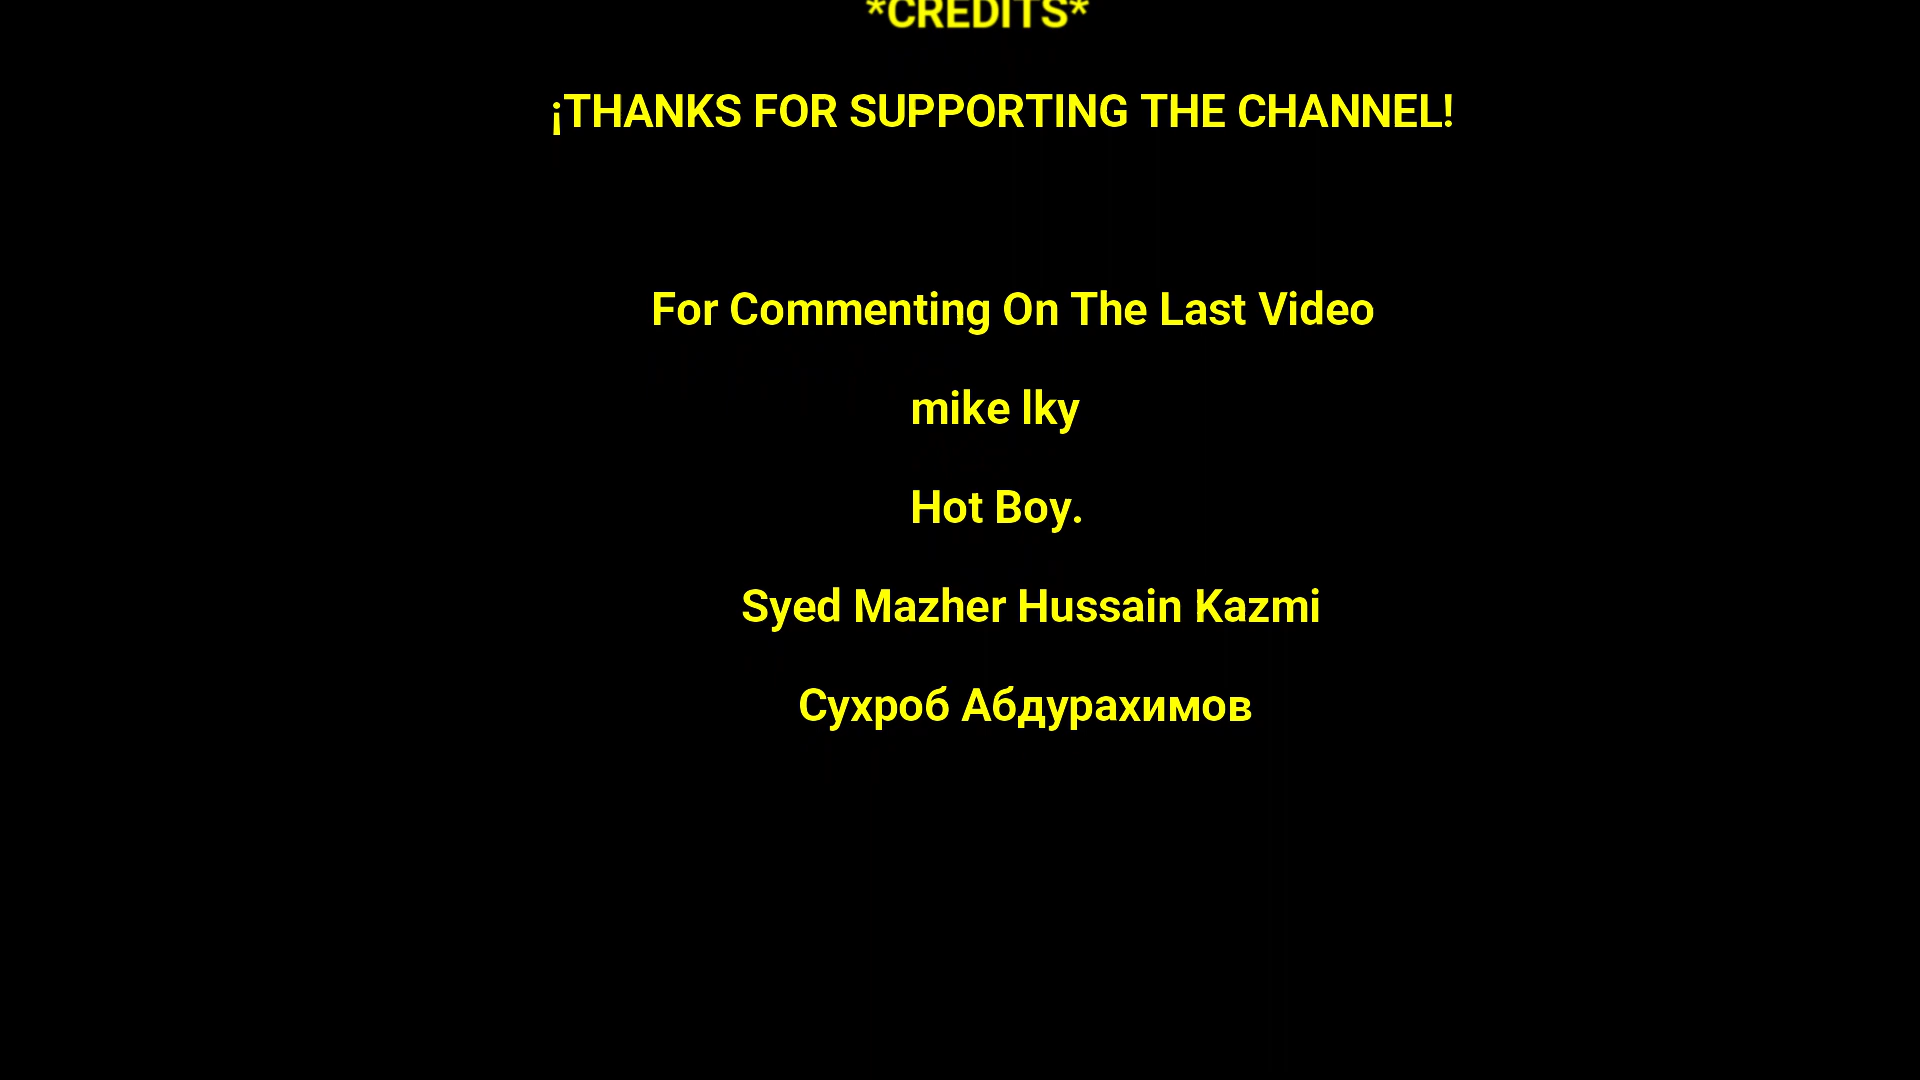 *CREDITS*
¡THANKS FOR SUPPORTING THE CHANNEL!
For Commenting On The Last Video
mike lky
Hot Boy.
Syed Mazher Hussain Kazmi
Сухроб Абдурахимов